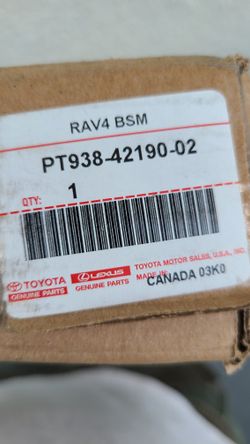 RAV4 BSM
PT938-42190-02
QTY: 1
TOYOTA
GENUINE PARTS
LEXUS
GENUINE PARTS
TOYOTA MOTOR SALES, U.S.A., INC.
MADE IN: CANADA 03K0